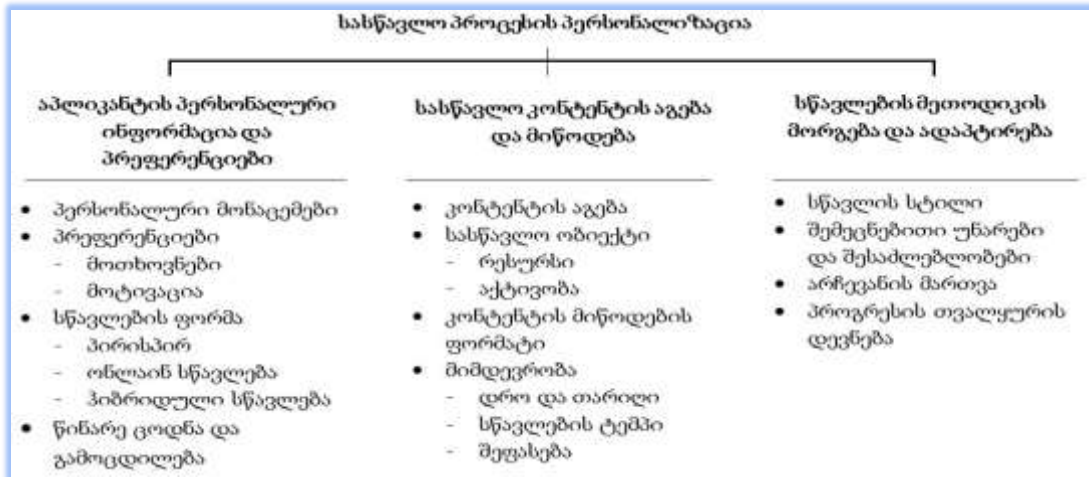 სასწავლო პროცესის პერსონალიზაცია
აპლიკანტის პერსონალური
ინფორმაცია და
პრეფერენციები
• პერსონალური მონაცემები
• პრეფერენციები
- მოთხოვნები
- მოტივაცია
• სწავლების ფორმა
- პირისპირ
- ონლაინ სწავლება
- ჰიბრიდული სწავლება
• წინარე ცოდნა და
გამოცდილება
სასწავლო კონტენტის აგება
და მიწოდება
• კონტენტის აგება
• სასწავლო ობიექტი
- რესურსი
- აქტივობა
• კონტენტის მიწოდების
ფორმატი
• მიმდევრობა
- დრო და თარიღი
- სწავლების ტემპი
- შეფასება
სწავლების მეთოდიკის
მორგება და ადაპტირება
• სწავლის სტილი
• შემეცნებითი უნარები
და შესაძლებლობები
• არჩევანის მართვა
• პროგრესის თვალყურის
დევნება